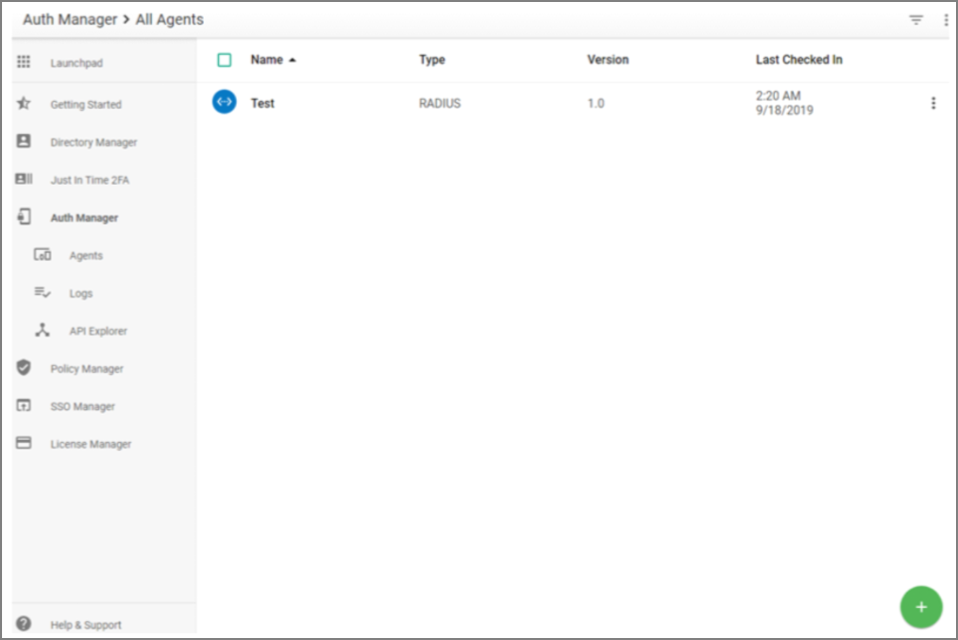 Auth Manager > All Agents
Launchpad
Getting Started
Directory Manager
Just In Time 2FA
Auth Manager
Agents
Logs
API Explorer
Policy Manager
SSO Manager
License Manager
Help & Support
Name Type Version Last Checked In
Test RADIUS 1.0 2:20 AM
9/18/2019
+